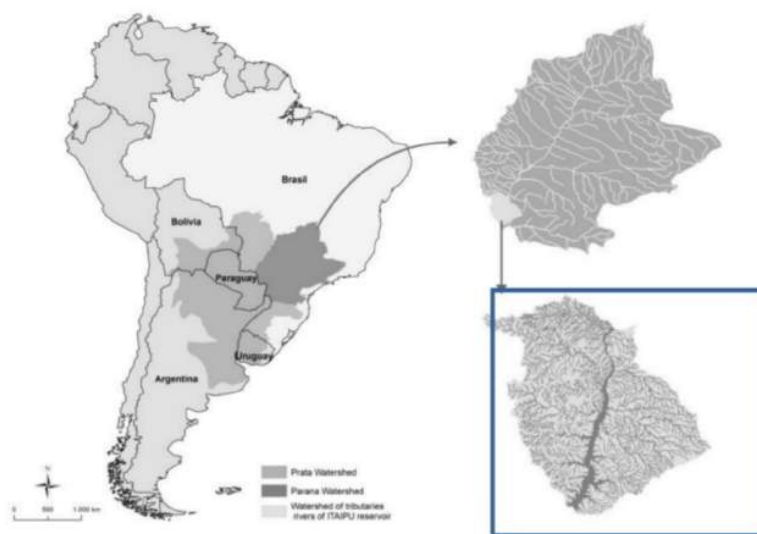 Brasil
Bolivia
Paraguay
Uruguay
Argentina
N
0 500 1.000 km
Prata Watershed
Parana Watershed
Watershed of tributaries
rivers of ITAIPU reservoir